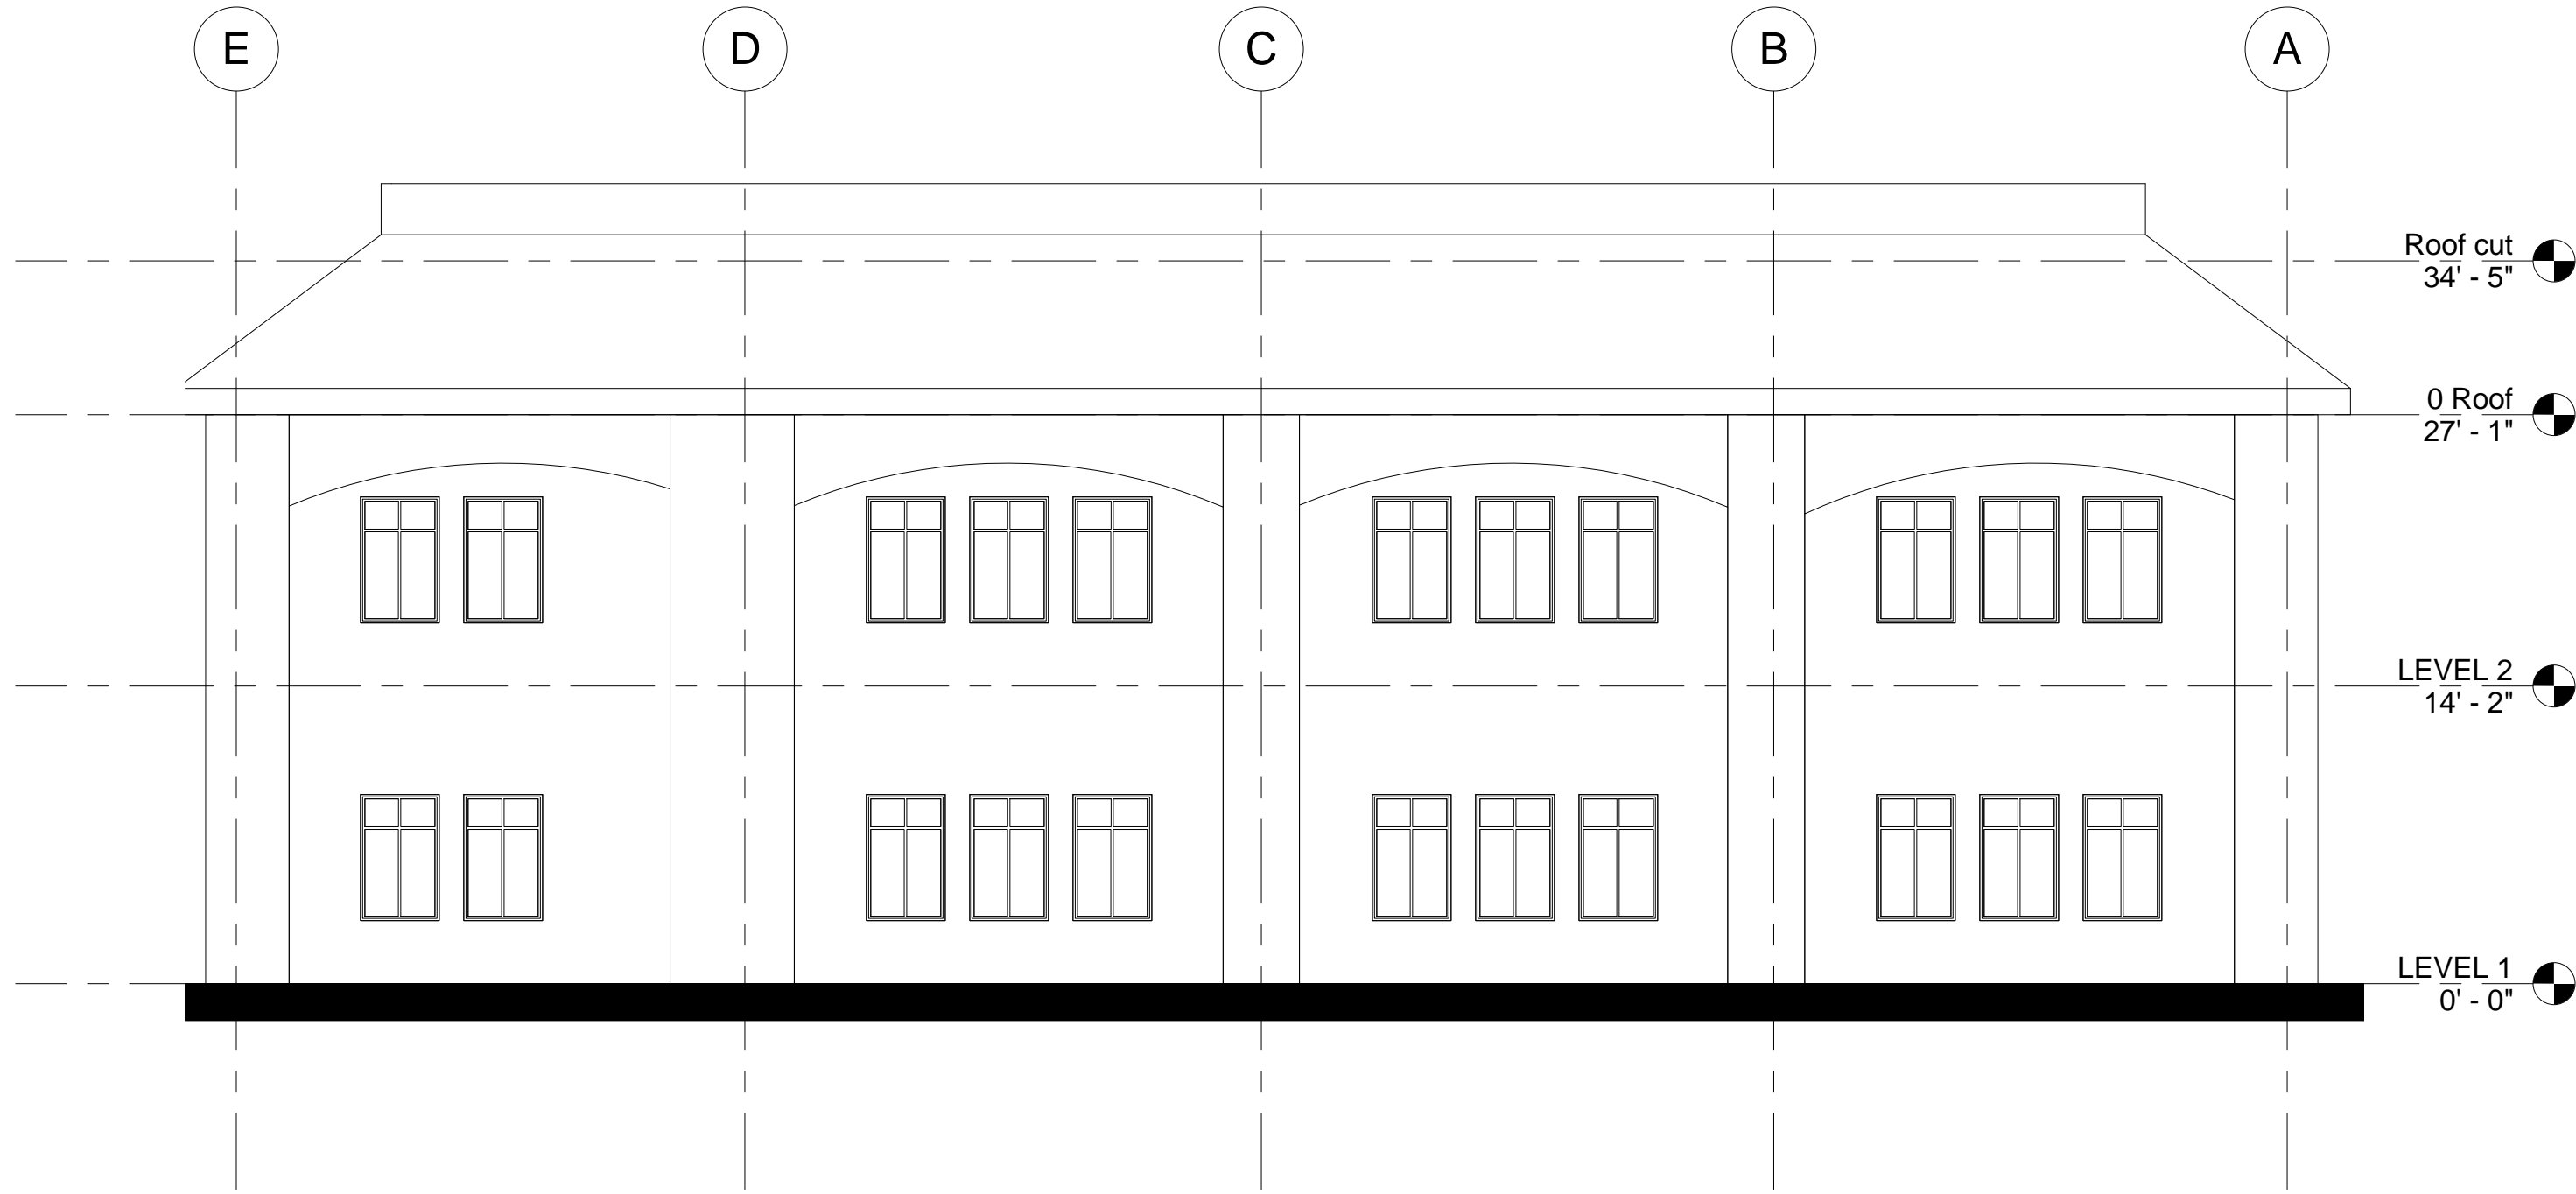 E
D
C
B
A
Roof cut
34' - 5"
0 Roof
27' - 1"
LEVEL 2
14' - 2"
LEVEL 1
0' - 0"